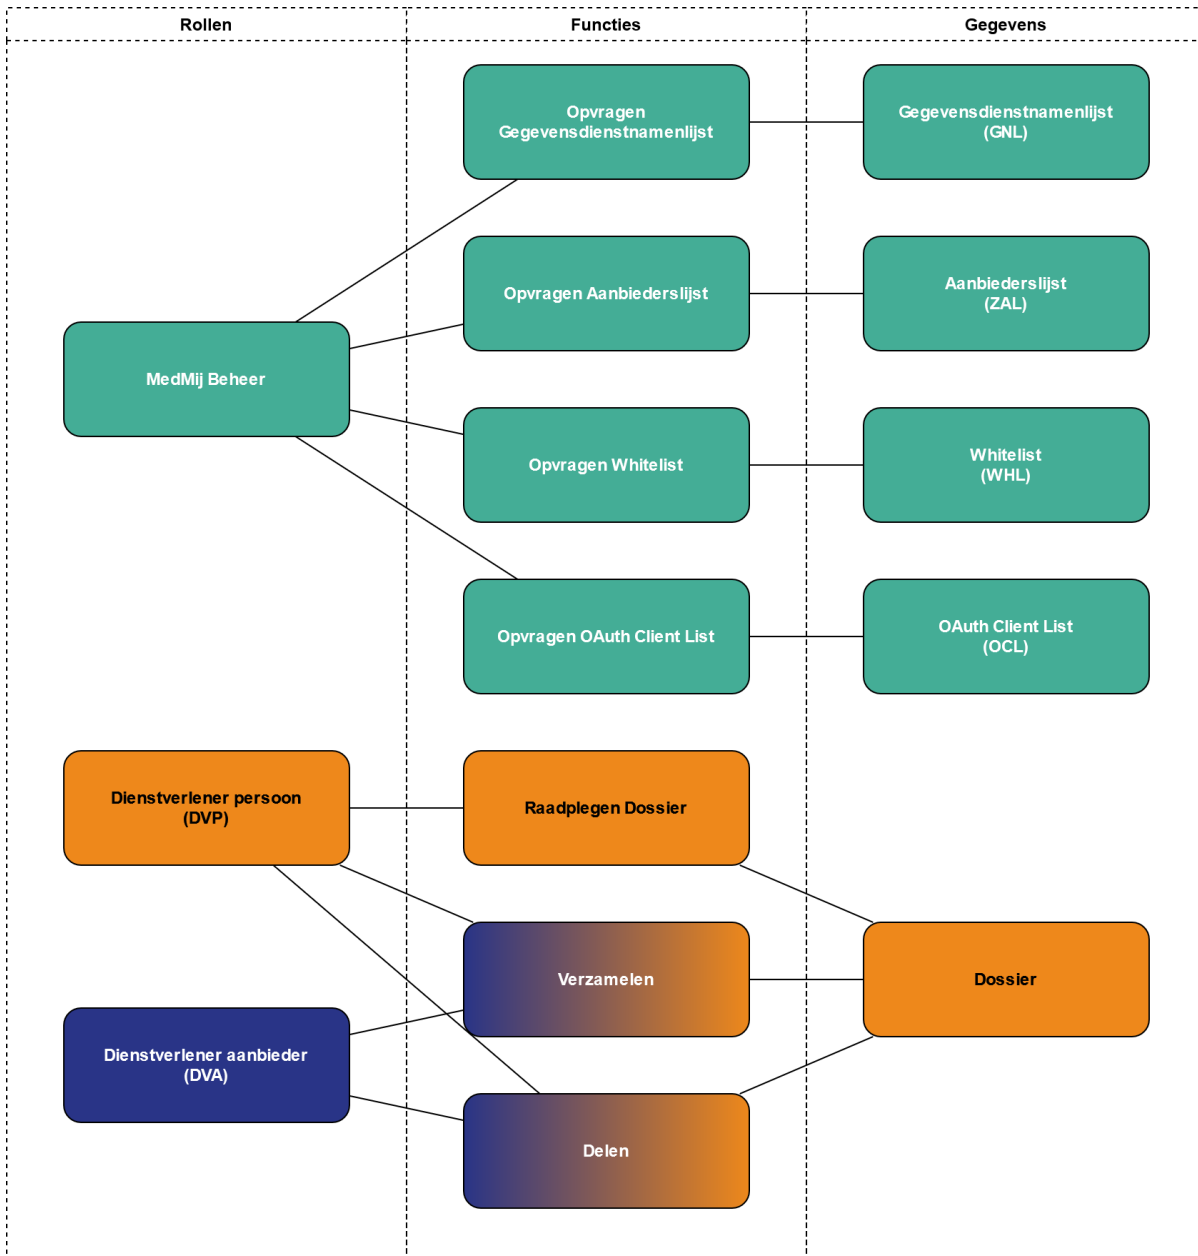 Rollen
Functies
Gegevens
Opvragen
Gegevensdienstnamenlijst
Gegevensdienstnamenlijst
(GNL)
Opvragen Aanbiederslijst
Aanbiederslijst
(ZAL)
MedMij Beheer
Opvragen Whitelist
Whitelist
(WHL)
Opvragen OAuth Client List
OAuth Client List
(OCL)
Dienstverlener persoon
(DVP)
Raadplegen Dossier
Verzamelen
Dossier
Dienstverlener aanbieder
(DVA)
Delen